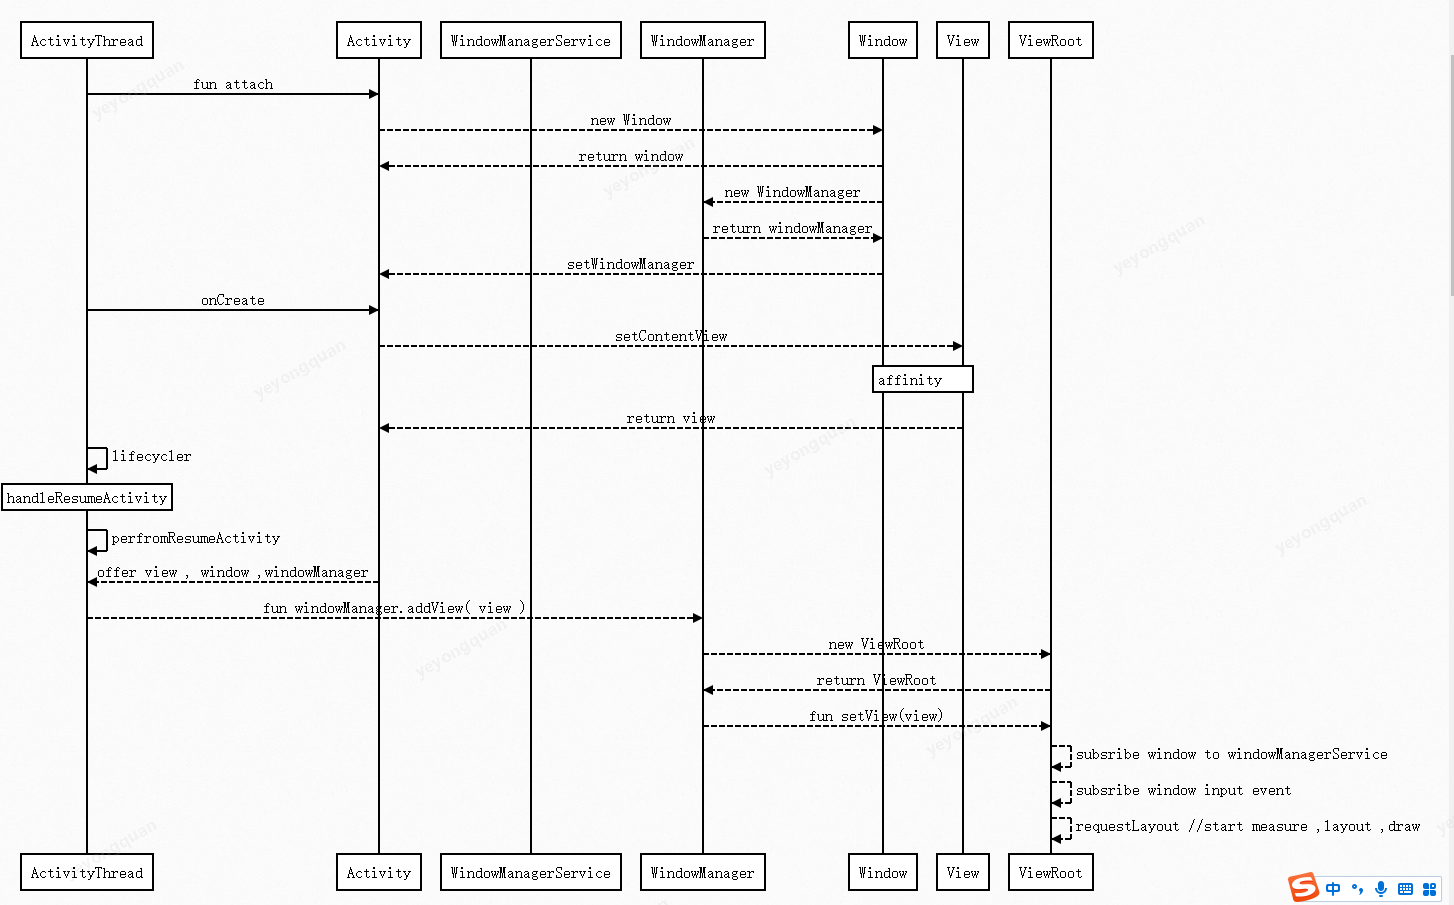 ActivityThread
Activity
WindowManagerService
WindowManager
Window
View
ViewRoot
fun attach
new Window
return window
new WindowManager
return windowManager
setWindowManager
onCreate
setContentView
affinity
return view
lifecycler
handleResumeActivity
perfromResumeActivity
offer view , window ,windowManager
fun windowManager.addView( view )
new ViewRoot
return ViewRoot
fun setView(view)
subsribe window to windowManagerService
subsribe window input event
requestLayout //start measure ,layout ,draw
ActivityThread
Activity
WindowManagerService
WindowManager
Window
View
ViewRoot
yeyongquan
yeyongquan
yeyongquan
yeyongquan
yeyongquan
yeyongquan
yeyongquan
yeyongquan
yeyongquan
S 中